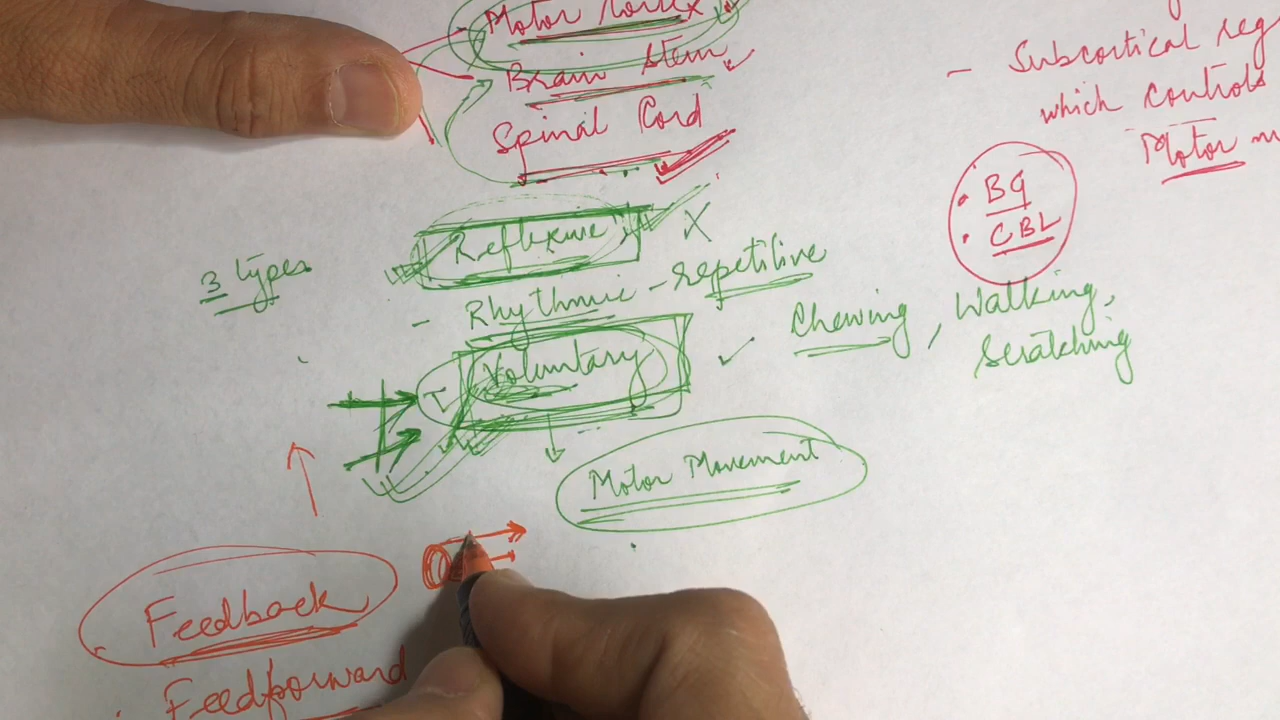 Motor Cortex
Brain Stem
Spinal Cord
- Subcortical reg
which controls
Motor
• BG
• CBL
3 types
Reflexive X
- Rhythmic - repetitive
Chewing, Walking,
Scratching
Voluntary
Motor Movement
Feedback
Feedforward